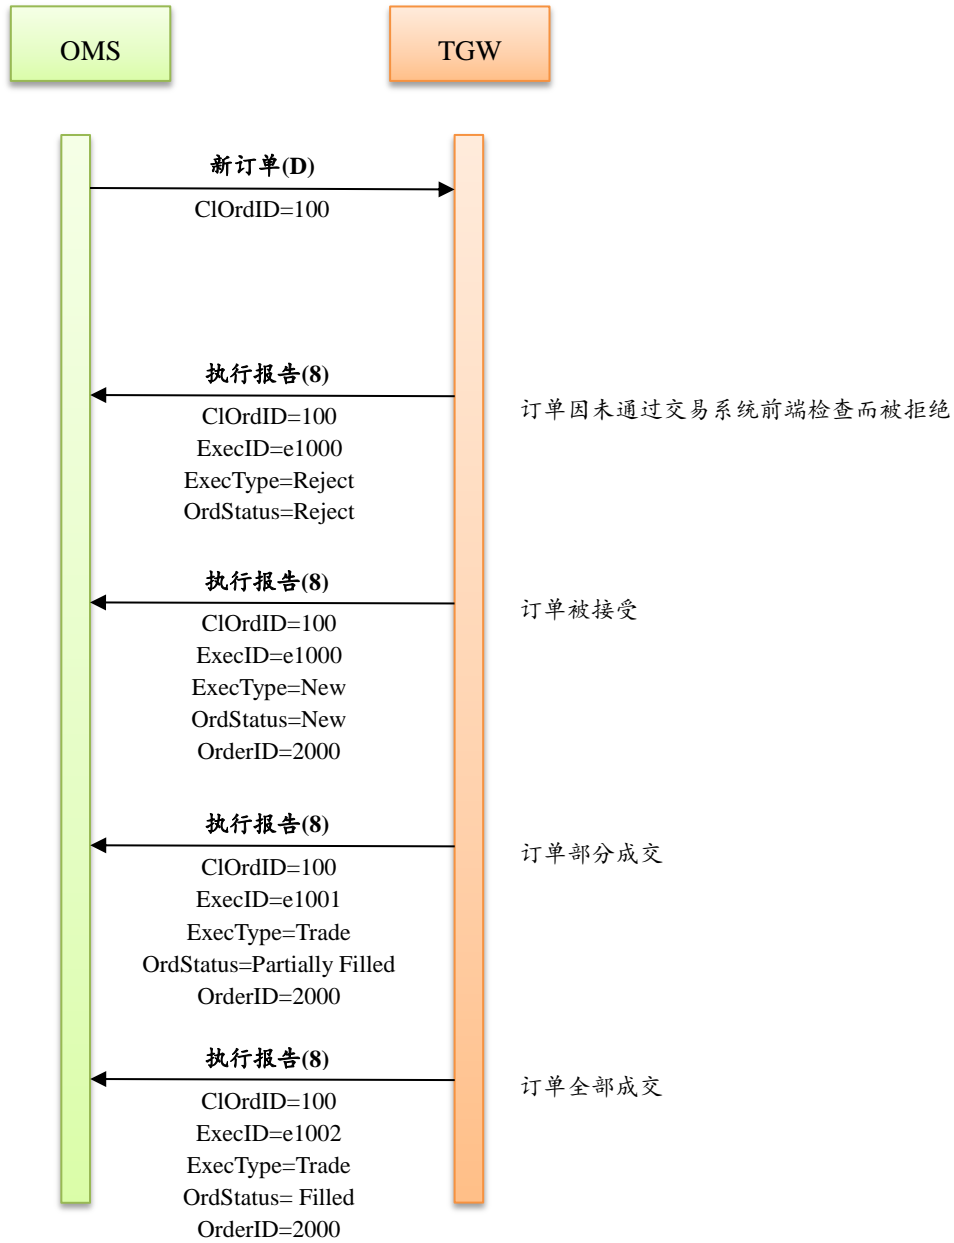 OMS
TGW
新订单(D)
ClOrdID=100
执行报告(8)
订单因未通过交易系统前端检查而被拒绝
ClOrdID=100
ExecID=e1000
ExecType=Reject
OrdStatus=Reject
执行报告(8)
订单被接受
ClOrdID=100
ExecID=e1000
ExecType=New
OrdStatus=New
OrderID=2000
执行报告(8)
订单部分成交
ClOrdID=100
ExecID=e1001
ExecType=Trade
OrdStatus=Partially Filled
OrderID=2000
执行报告(8)
订单全部成交
ClOrdID=100
ExecID=e1002
ExecType=Trade
OrdStatus= Filled
OrderID=2000